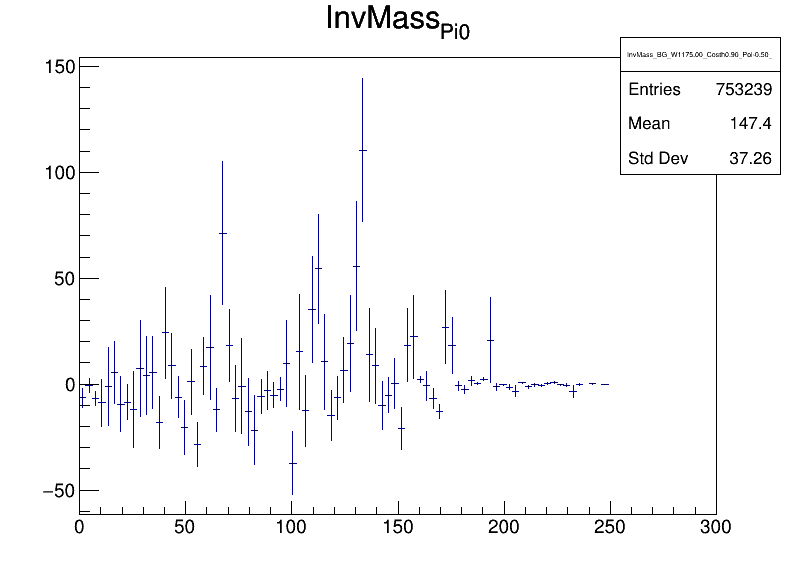 InvMass_Pi0
InvMass_BG_W1175.00_Costh0.90_Pol-0.50_
Entries 753239
Mean 147.4
Std Dev 37.26
150
100
50
0
−50
0 50 100 150 200 250 300